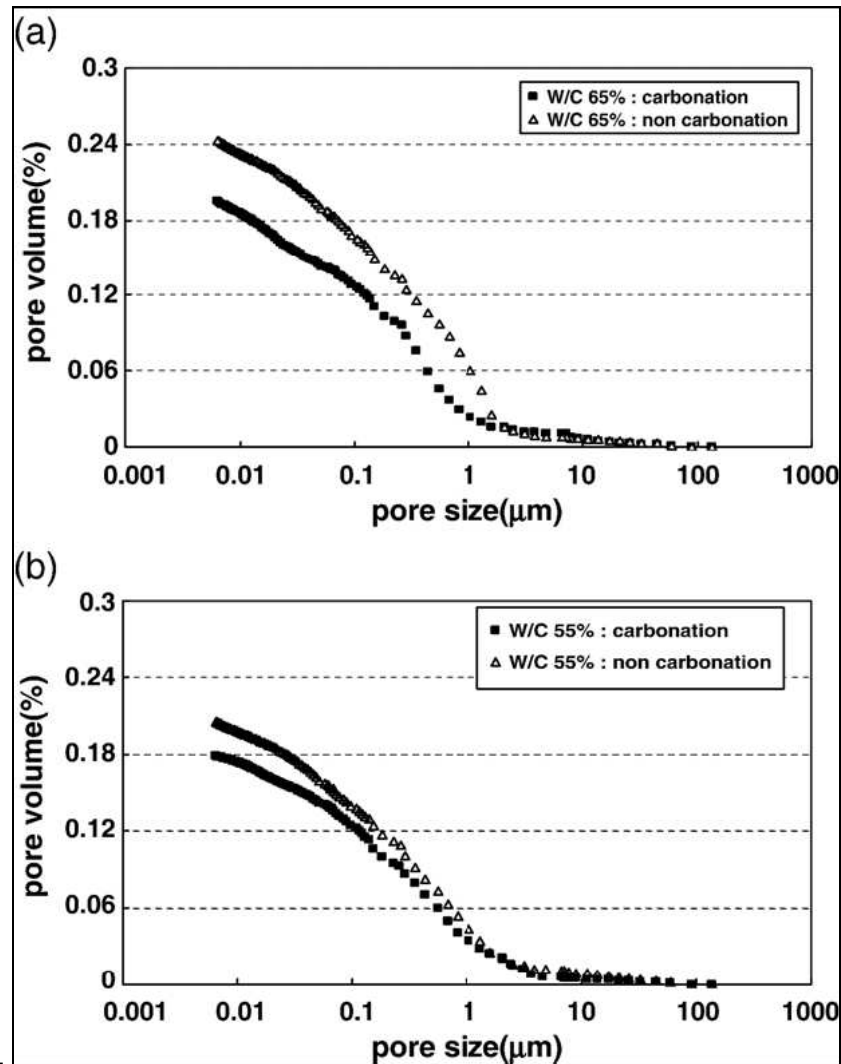 (a)
0.3
■ W/C 65% : carbonation
△ W/C 65% : non carbonation
0.24
0.18
0.12
0.06
0
pore volume(%)
0.001 0.01 0.1 1 10 100 1000
pore size(μm)
(b)
0.3
■ W/C 55% : carbonation
△ W/C 55% : non carbonation
0.24
0.18
0.12
0.06
0
pore volume(%)
0.001 0.01 0.1 1 10 100 1000
pore size(μm)